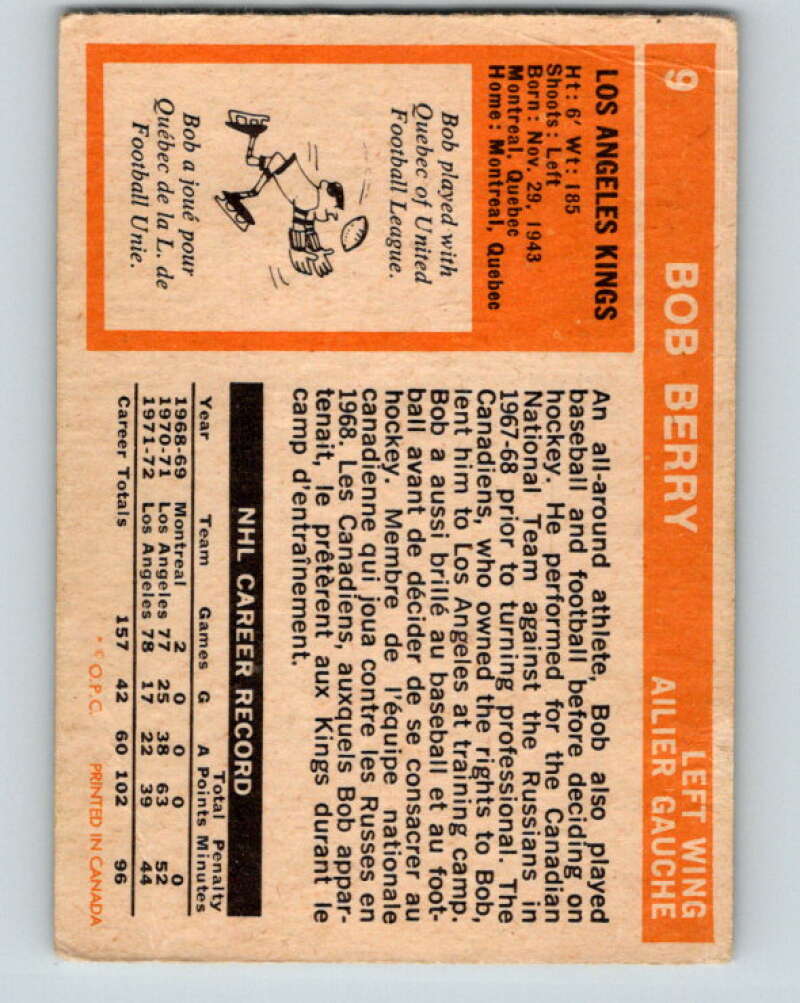 9 BOB BERRY LEFT WING
AILIER GAUCHE
LOS ANGELES KINGS
Ht: 6' Wt: 185
Shoots: Left
Born: Nov. 29, 1943
Montreal, Quebec
Home: Montreal, Quebec
Bob played with
Quebec of United
Football League.
Bob a joué pour
Québec de la L. de
Football Unie.
An all-around athlete, Bob also played
baseball and football before deciding on
hockey. He performed for the Canadian
National Team against the Russians in
1967-68 prior to turning professional. The
Canadiens, who owned the rights to Bob,
lent him to Los Angeles at training camp.
Bob a aussi brillé au baseball et au foot-
ball avant de décider de se consacrer au
hockey. Membre de l'équipe nationale
canadienne qui joua contre les Russes en
1968. Les Canadiens, auxquels Bob appar-
tenait, le prêtèrent aux Kings durant le
camp d'entraînement.
NHL CAREER RECORD
Total Penalty
Year Team Games G A Points Minutes
1968-69 Montreal 2 0 0 0 0
1970-71 Los Angeles 77 25 38 63 52
1971-72 Los Angeles 78 17 22 39 44
Career Totals 157 42 60 102 96
* © O.P.C. PRINTED IN CANADA